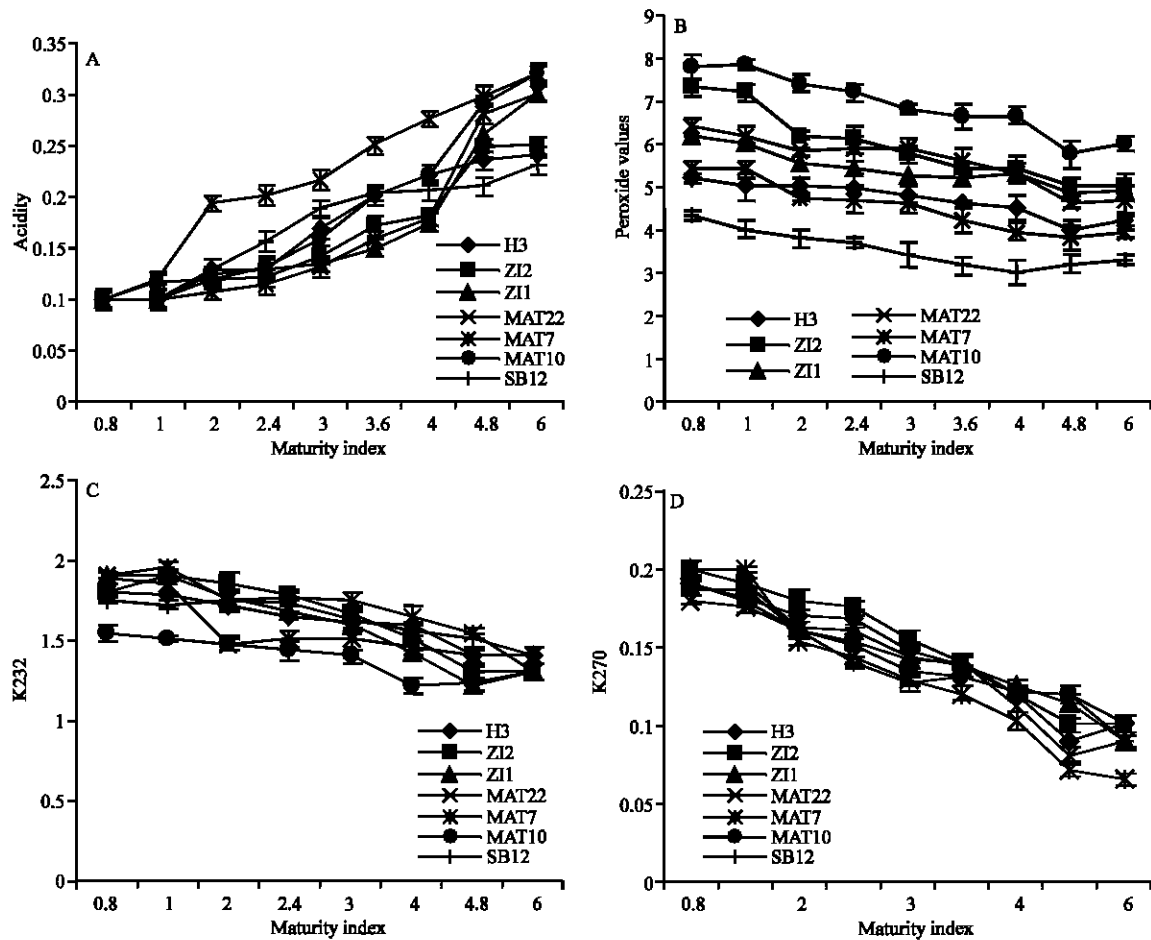 A
0.35
0.3
0.25
0.2
0.15
0.1
0.05
0
Acidity
H3
ZI2
ZI1
MAT22
MAT7
MAT10
SB12
0.8 1 2 2.4 3 3.6 4 4.8 6
Maturity index
B
9
8
7
6
5
4
3
2
1
0
Peroxide values
H3
ZI2
ZI1
MAT22
MAT7
MAT10
SB12
0.8 1 2 2.4 3 3.6 4 4.8 6
Maturity index
C
2.5
2
1.5
1
0.5
0
K232
H3
ZI2
ZI1
MAT22
MAT7
MAT10
SB12
0.8 1 2 2.4 3 4 4.8 6
Maturity index
D
0.25
0.2
0.15
0.1
0.05
0
K270
H3
ZI2
ZI1
MAT22
MAT7
MAT10
SB12
0.8 2 3 4 6
Maturity index